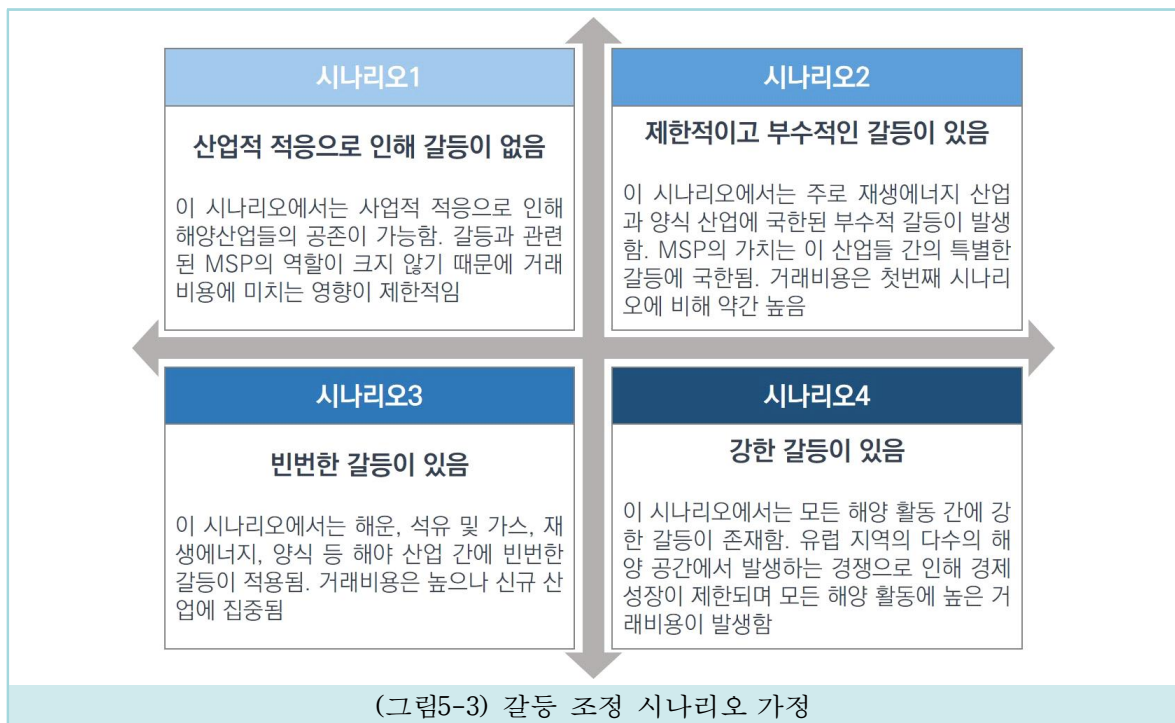 시나리오1
산업적 적응으로 인해 갈등이 없음
이 시나리오에서는 사업적 적응으로 인해
해양산업들의 공존이 가능함. 갈등과 관련
된 MSP의 역할이 크지 않기 때문에 거래
비용에 미치는 영향이 제한적임
시나리오2
제한적이고 부수적인 갈등이 있음
이 시나리오에서는 주로 재생에너지 산업
과 양식 산업에 국한된 부수적 갈등이 발생
함. MSP의 가치는 이 산업들 간의 특별한
갈등에 국한됨. 거래비용은 첫번째 시나리
오에 비해 약간 높음
시나리오3
빈번한 갈등이 있음
이 시나리오에서는 해운, 석유 및 가스, 재
생에너지, 양식 등 해야 산업 간에 빈번한
갈등이 적용됨. 거래비용은 높으나 신규 산
업에 집중됨
시나리오4
강한 갈등이 있음
이 시나리오에서는 모든 해양 활동 간에 강
한 갈등이 존재함. 유럽 지역의 다수의 해
양 공간에서 발생하는 경쟁으로 인해 경제
성장이 제한되며 모든 해양 활동에 높은 거
래비용이 발생함
(그림5-3) 갈등 조정 시나리오 가정